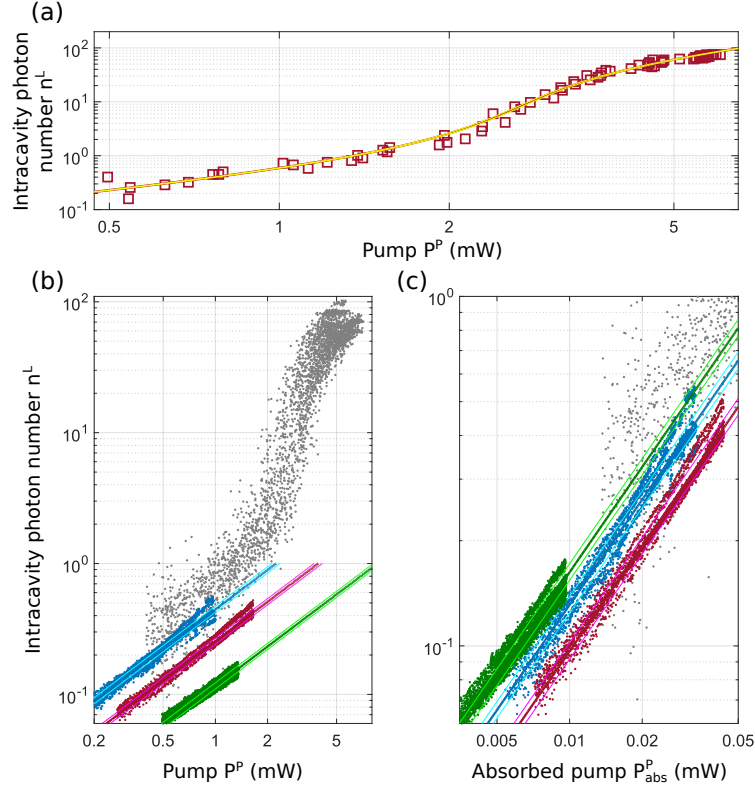 (a)
Intracavity photon
number n^L
10^2
10^1
10^0
10^-1
0.5
1
2
5
Pump P^P (mW)
(b)
Intracavity photon number n^L
10^2
10^1
10^0
10^-1
0.2
0.5
1
2
5
Pump P^P (mW)
(c)
10^0
10^-1
0.005
0.01
0.02
0.05
Absorbed pump P^P_abs (mW)